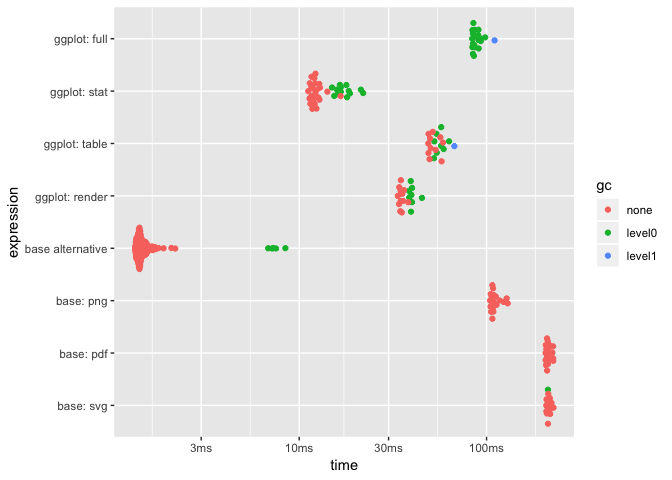 ggplot: full
ggplot: stat
ggplot: table
ggplot: render
base alternative
base: png
base: pdf
base: svg
expression
3ms
10ms
30ms
100ms
time
gc
none
level0
level1